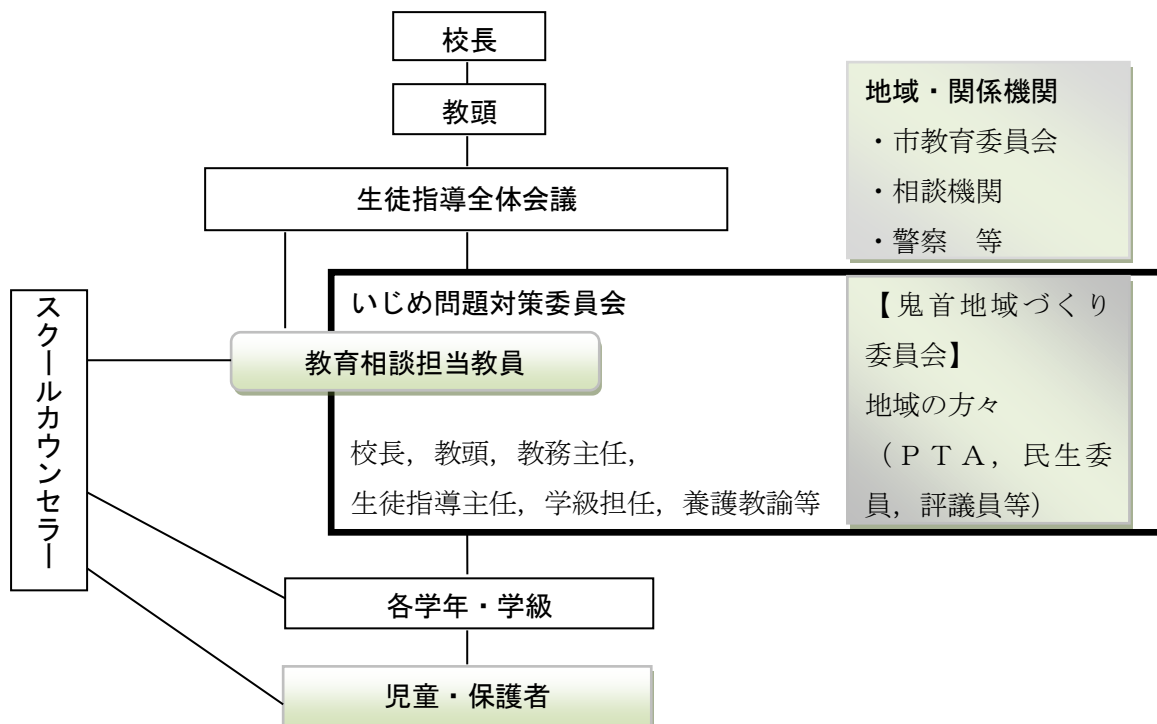 校長
教頭
生徒指導全体会議
地域・関係機関
・市教育委員会
・相談機関
・警察　等
スクールカウンセラー
いじめ問題対策委員会
教育相談担当教員
校長，教頭，教務主任，
生徒指導主任，学級担任，養護教諭等
【鬼首地域づくり
委員会】
地域の方々
（ＰＴＡ，民生委
員，評議員等）
各学年・学級
児童・保護者